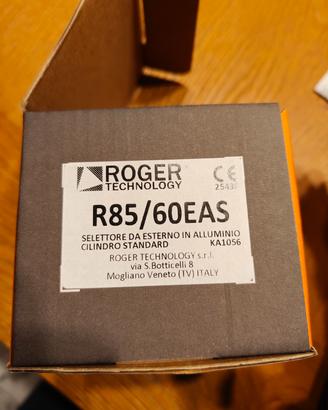 ROGER
TECHNOLOGY
CE
R85/60EAS
SELETTORE DA ESTERNO IN ALLUMINIO
CILINDRO STANDARD KA1056
ROGER TECHNOLOGY s.r.l.
via S.Botticelli 8
Mogliano Veneto (TV) ITALY